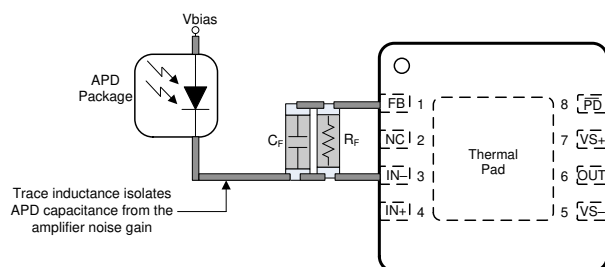 Vbias
APD
Package
CF
RF
Trace inductance isolates
APD capacitance from the
amplifier noise gain
FB 1
NC 2
IN– 3
IN+ 4
Thermal
Pad
8 PD
7 VS+
6 OUT
5 VS–